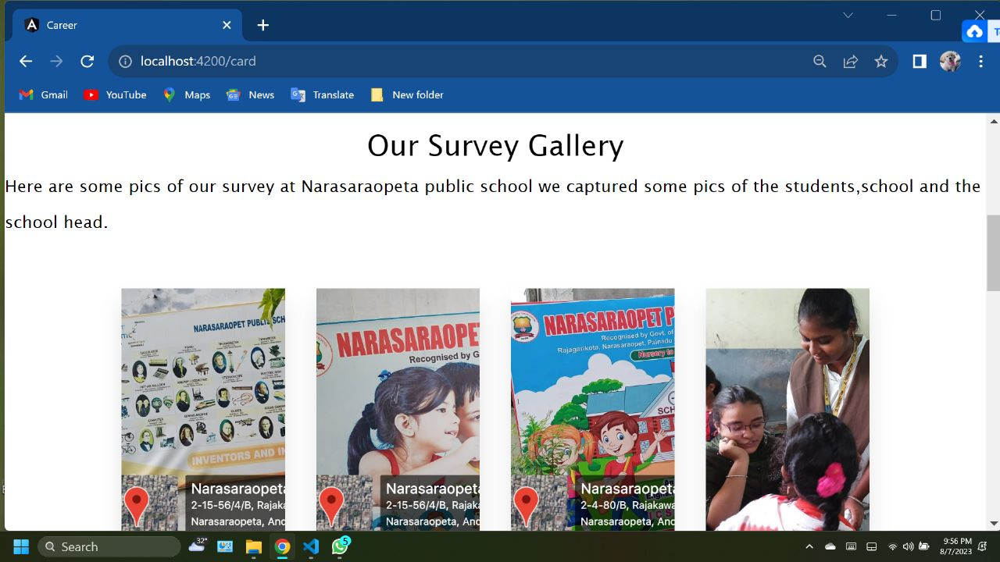 Career
localhost:4200/card
Gmail YouTube Maps News Translate New folder
Our Survey Gallery
Here are some pics of our survey at Narasaraopeta public school we captured some pics of the students,school and the
school head.
NARASARAOPET PUBLIC SCH
INVENTORS AND IN
Narasaraopeta
2-15-56/4/B, Rajaka
Narasaraopeta, And
NARASARAOPET
Recognised by G
Narasaraopeta
2-15-56/4/B, Rajaka
Narasaraopeta, And
NARASARAOPET P
Recognised by Govt. of
Rajagarikota, Narasaraopet, Palnadu
Nursery to
SCH
Narasaraopeta
2-4-80/B, Rajakawa
Narasaraopeta, And
Search
32°
5
9:56 PM
8/7/2023